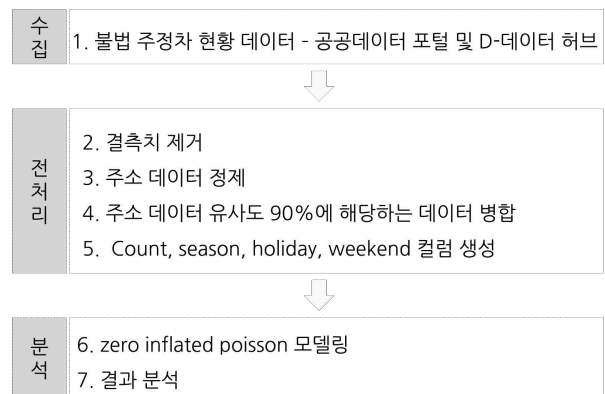 수집
1. 불법 주정차 현황 데이터 - 공공데이터 포털 및 D-데이터 허브
전처리
2. 결측치 제거
3. 주소 데이터 정제
4. 주소 데이터 유사도 90%에 해당하는 데이터 병합
5. Count, season, holiday, weekend 컬럼 생성
분석
6. zero inflated poisson 모델링
7. 결과 분석